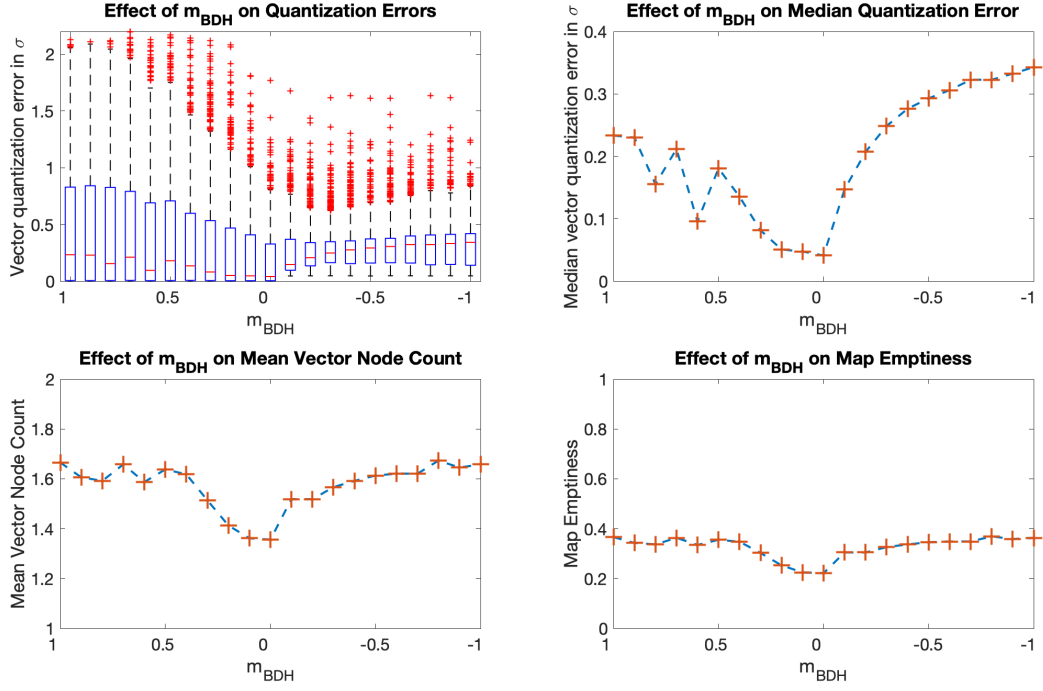 Effect of m_BDH on Quantization Errors
Vector quantization error in σ
2
1.5
1
0.5
0
1 0.5 0 -0.5 -1
m_BDH
Effect of m_BDH on Median Quantization Error
Median vector quantization error in σ
0.4
0.3
0.2
0.1
0
1 0.5 0 -0.5 -1
m_BDH
Effect of m_BDH on Mean Vector Node Count
Mean Vector Node Count
2
1.8
1.6
1.4
1.2
1
1 0.5 0 -0.5 -1
m_BDH
Effect of m_BDH on Map Emptiness
Map Emptiness
1
0.8
0.6
0.4
0.2
0
1 0.5 0 -0.5 -1
m_BDH